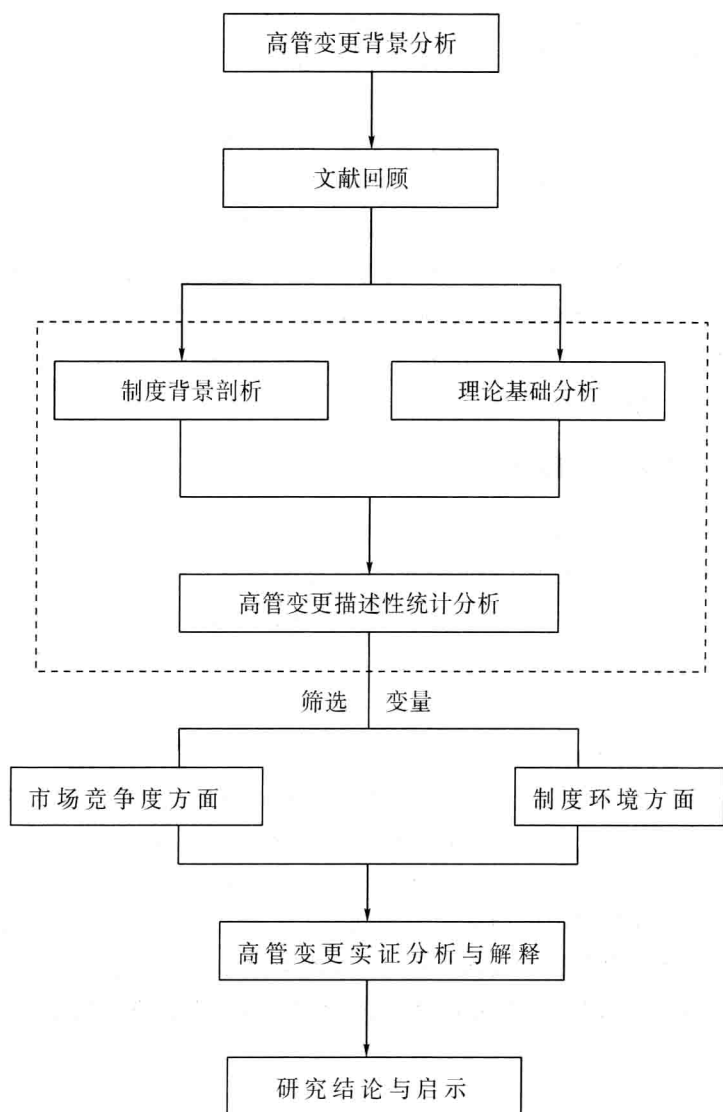 高管变更背景分析
文献回顾
制度背景剖析
理论基础分析
高管变更描述性统计分析
筛选 变量
市场竞争度方面
制度环境方面
高管变更实证分析与解释
研究结论与启示